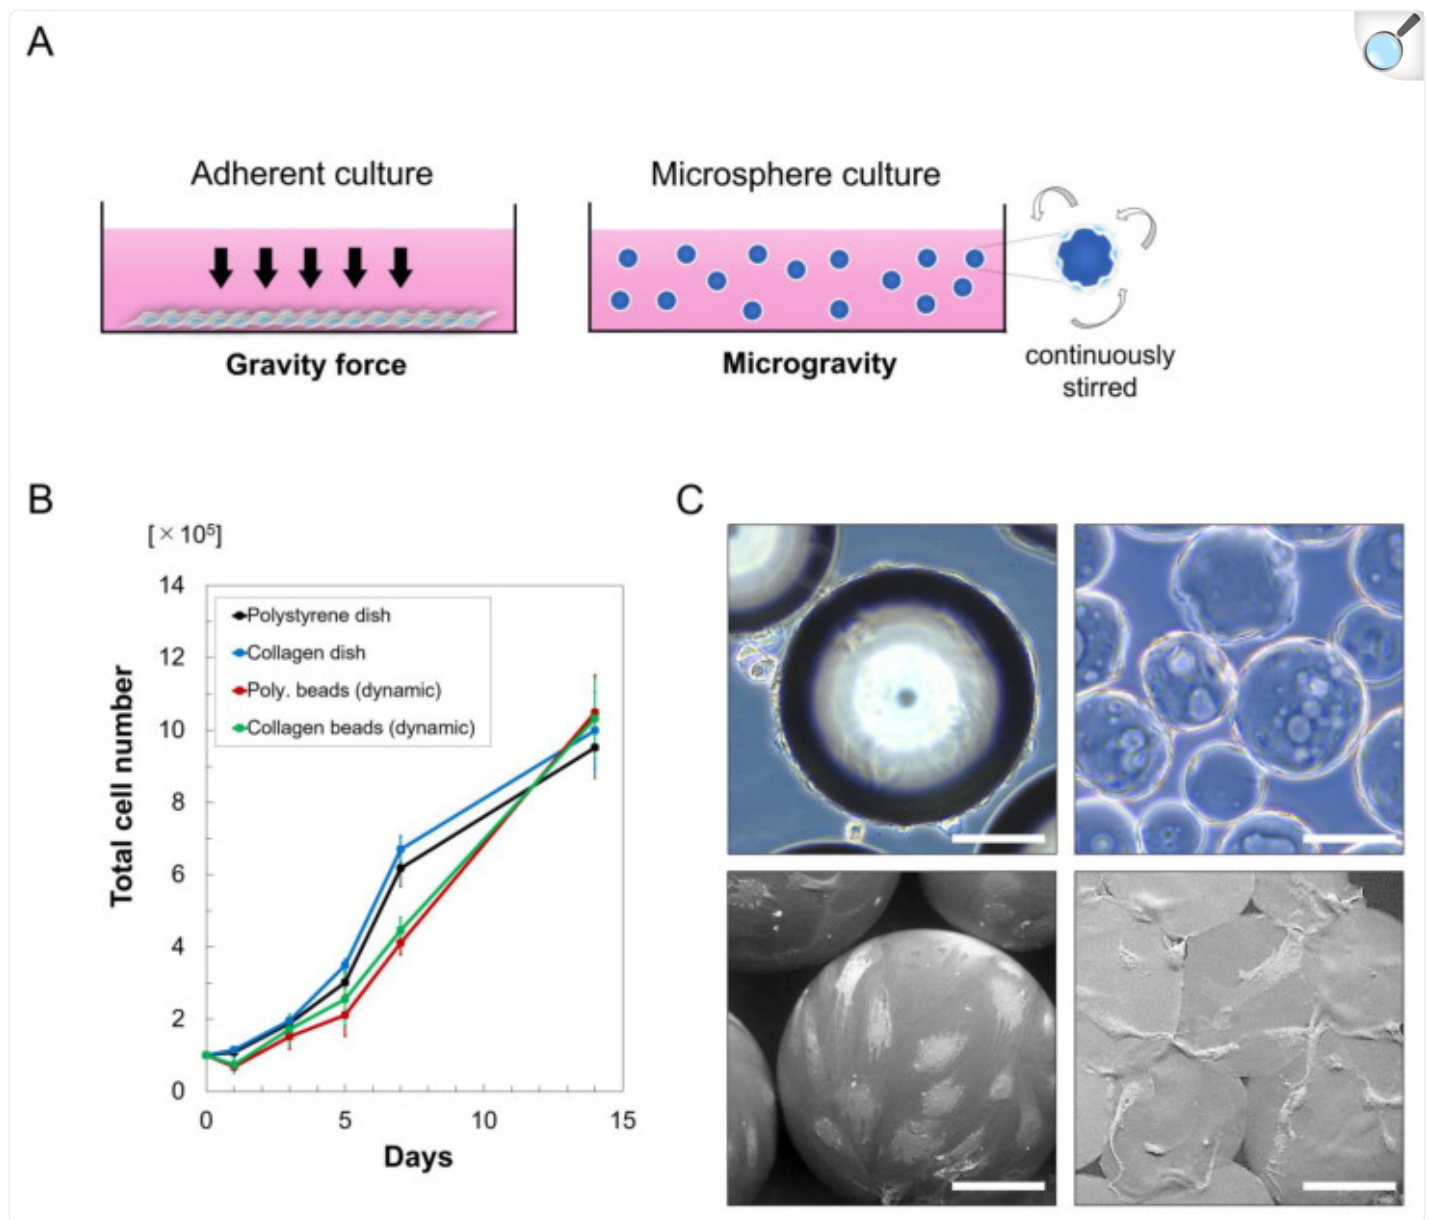 A
Adherent culture
Gravity force
Microsphere culture
Microgravity
continuously
stirred
B
[×10⁵]
Total cell number
14
12
10
8
6
4
2
0
Polystyrene dish
Collagen dish
Poly. beads (dynamic)
Collagen beads (dynamic)
0 5 10 15
Days
C